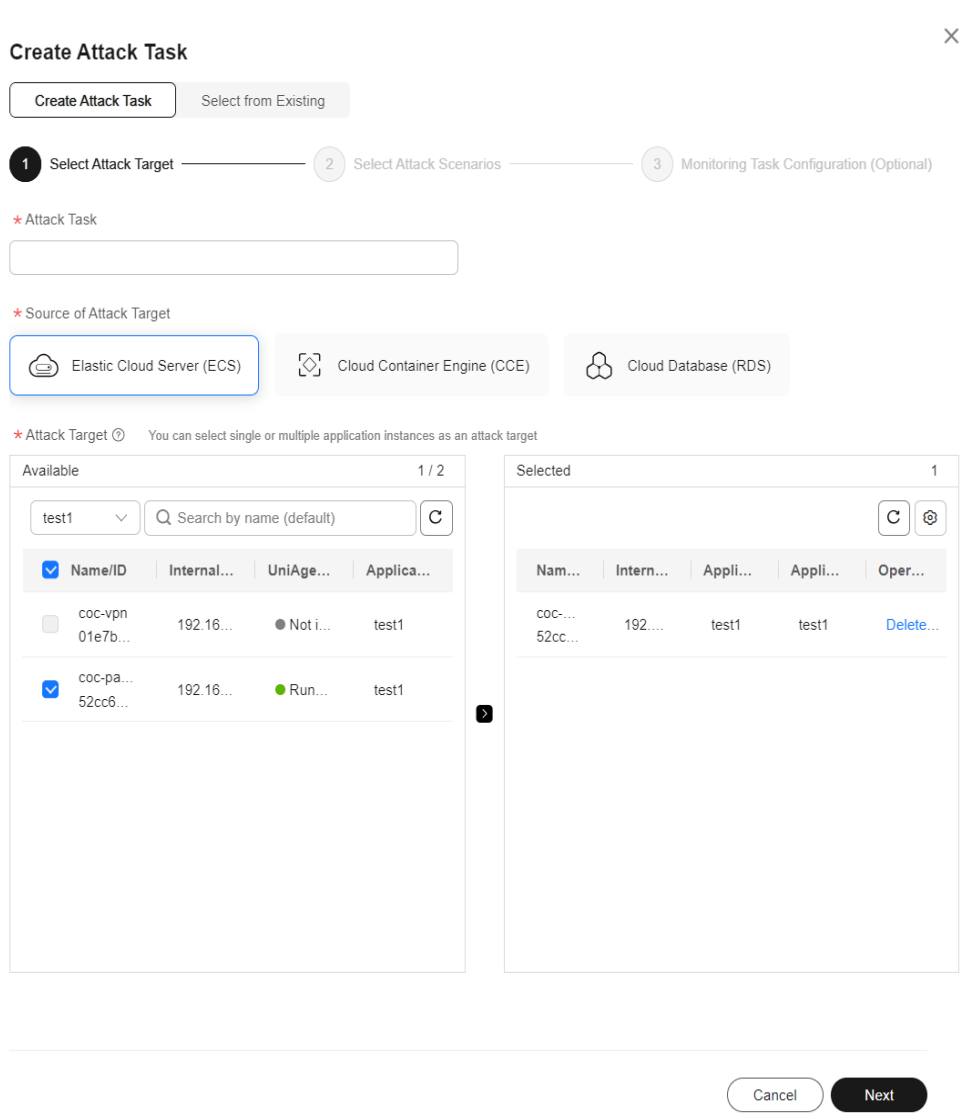 Create Attack Task
Create Attack Task Select from Existing
1 Select Attack Target 2 Select Attack Scenarios 3 Monitoring Task Configuration (Optional)
* Attack Task
* Source of Attack Target
Elastic Cloud Server (ECS) Cloud Container Engine (CCE) Cloud Database (RDS)
* Attack Target ? You can select single or multiple application instances as an attack target
Available 1 / 2 Selected 1
test1 Search by name (default)
Name/ID Internal... UniAge... Applica... Nam... Intern... Appli... Appli... Oper...
coc-vpn
01e7b... 192.16... Not i... test1
coc-...
52cc... 192.... test1 test1 Delete...
coc-pa...
52cc6... 192.16... Run... test1
Cancel Next